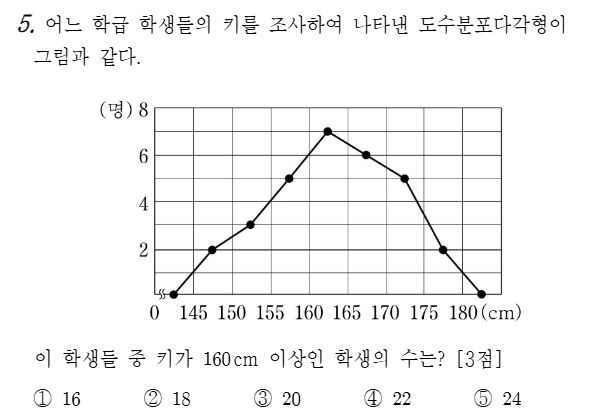 5. 어느 학급 학생들의 키를 조사하여 나타낸 도수분포다각형이
그림과 같다.
(명) 8
6
4
2
0 145 150 155 160 165 170 175 180(cm)
이 학생들 중 키가 160cm 이상인 학생의 수는? [3점]
① 16 ② 18 ③ 20 ④ 22 ⑤ 24